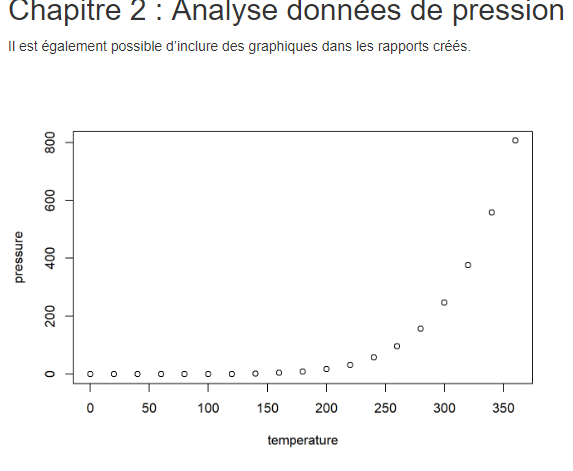 Chapitre 2 : Analyse données de pression
Il est également possible d'inclure des graphiques dans les rapports créés.
800
600
400
200
0
pressure
0 50 100 150 200 250 300 350
temperature